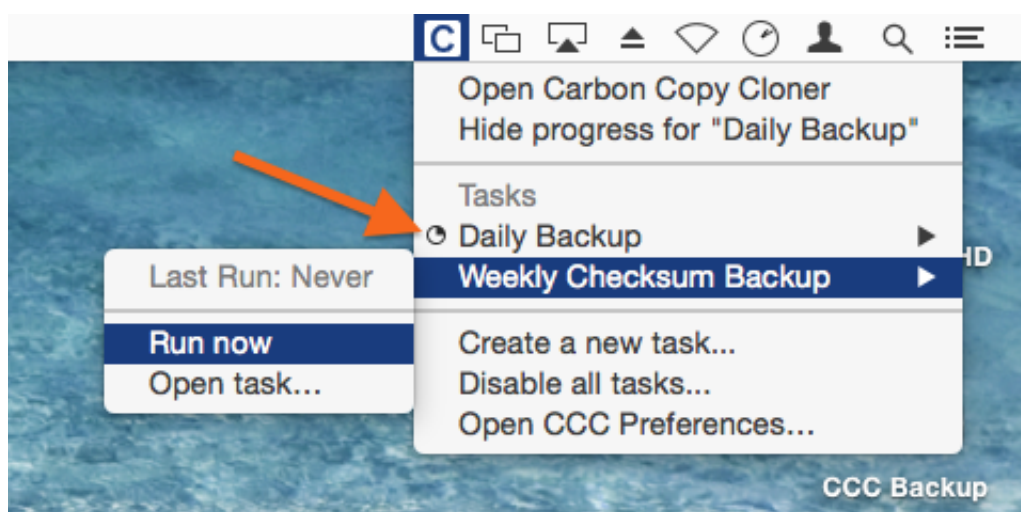 C
Open Carbon Copy Cloner
Hide progress for "Daily Backup"
Tasks
Daily Backup
HD
Weekly Checksum Backup
Last Run: Never
Run now
Open task...
Create a new task...
Disable all tasks...
Open CCC Preferences...
CCC Backup